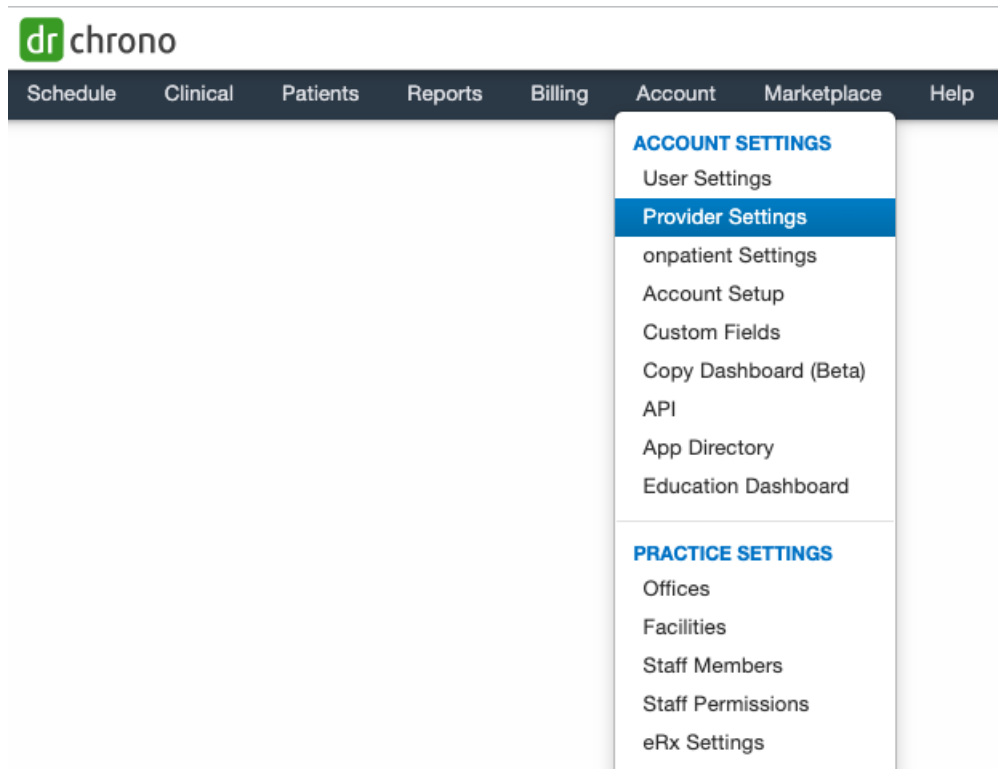 dr chrono
Schedule Clinical Patients Reports Billing Account Marketplace Help
ACCOUNT SETTINGS
User Settings
Provider Settings
onpatient Settings
Account Setup
Custom Fields
Copy Dashboard (Beta)
API
App Directory
Education Dashboard
PRACTICE SETTINGS
Offices
Facilities
Staff Members
Staff Permissions
eRx Settings